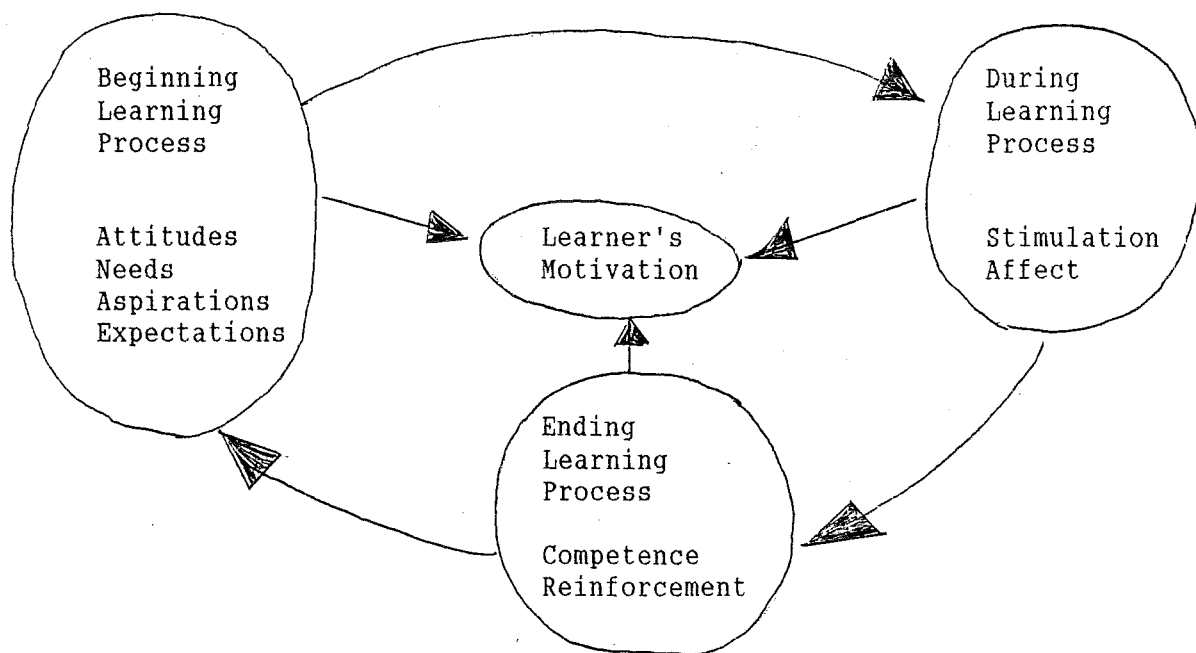 Beginning
Learning
Process
Attitudes
Needs
Aspirations
Expectations
During
Learning
Process
Stimulation
Affect
Learner's
Motivation
Ending
Learning
Process
Competence
Reinforcement